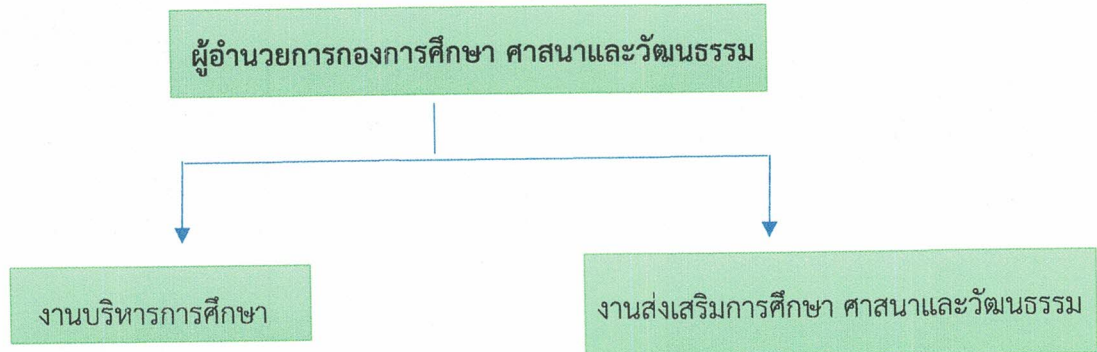 ผู้อำนวยการกองการศึกษา ศาสนาและวัฒนธรรม
งานบริหารการศึกษา
งานส่งเสริมการศึกษา ศาสนาและวัฒนธรรม